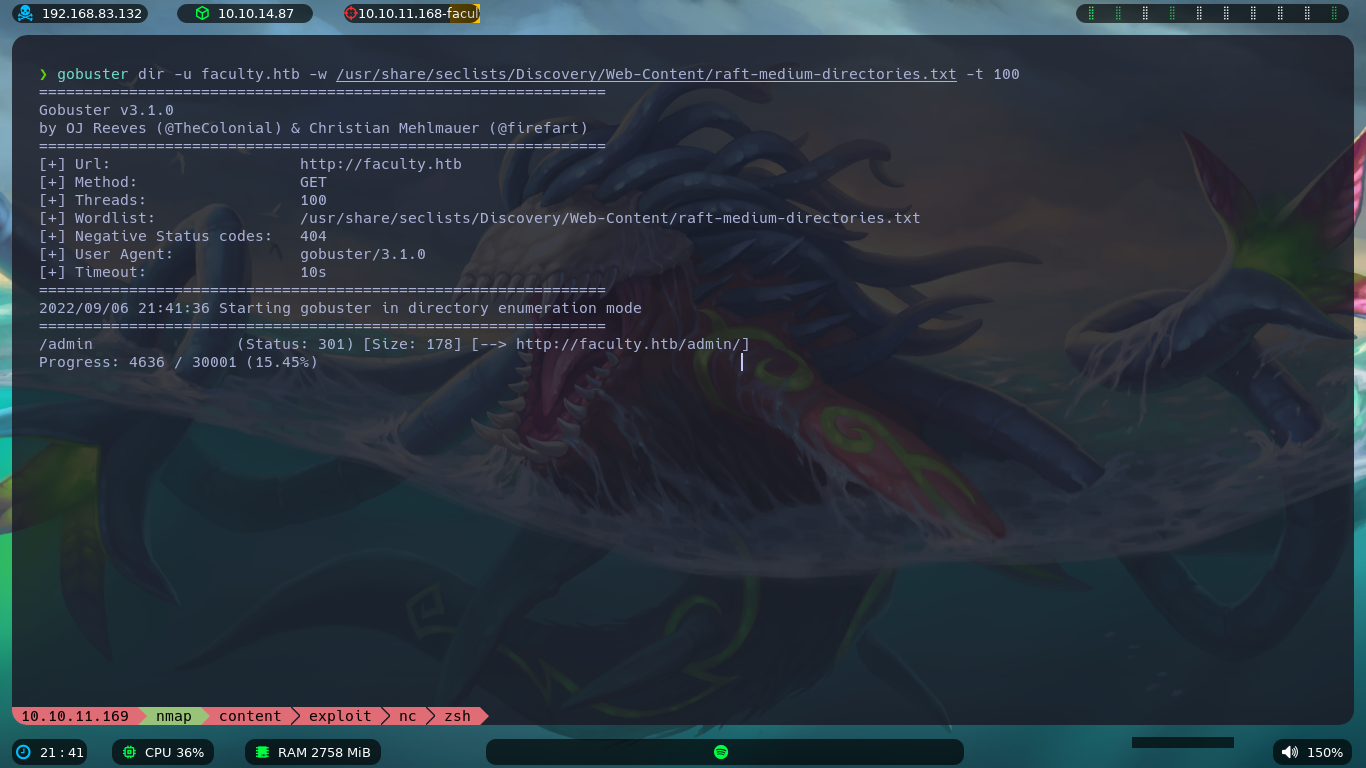 192.168.83.132 10.10.14.87 10.10.11.168-facul
❯ gobuster dir -u faculty.htb -w /usr/share/seclists/Discovery/Web-Content/raft-medium-directories.txt -t 100
===============================================================
Gobuster v3.1.0
by OJ Reeves (@TheColonial) & Christian Mehlmauer (@firefart)
===============================================================
[+] Url: http://faculty.htb
[+] Method: GET
[+] Threads: 100
[+] Wordlist: /usr/share/seclists/Discovery/Web-Content/raft-medium-directories.txt
[+] Negative Status codes: 404
[+] User Agent: gobuster/3.1.0
[+] Timeout: 10s
===============================================================
2022/09/06 21:41:36 Starting gobuster in directory enumeration mode
===============================================================
/admin (Status: 301) [Size: 178] [--> http://faculty.htb/admin/]
Progress: 4636 / 30001 (15.45%)
10.10.11.169 nmap content exploit nc zsh
21 : 41 CPU 36% RAM 2758 MiB 150%